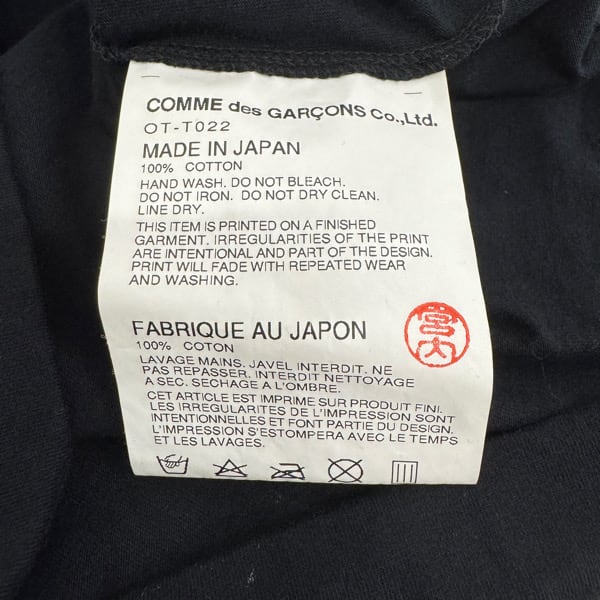 COMME des GARÇONS Co.,Ltd.
OT-T022
MADE IN JAPAN
100% COTTON
HAND WASH. DO NOT BLEACH.
DO NOT IRON. DO NOT DRY CLEAN.
LINE DRY.
THIS ITEM IS PRINTED ON A FINISHED
GARMENT. IRREGULARITIES OF THE PRINT
ARE INTENTIONAL AND PART OF THE DESIGN.
PRINT WILL FADE WITH REPEATED WEAR
AND WASHING.
宮内
FABRIQUE AU JAPON
100% COTON
LAVAGE MAINS. JAVEL INTERDIT. NE
PAS REPASSER. INTERDIT NETTOYAGE
A SEC. SECHAGE A L'OMBRE.
CET ARTICLE EST IMPRIME SUR PRODUIT FINI.
LES IRREGULARITES DE L'IMPRESSION SONT
INTENTIONNELLES ET FONT PARTIE DU DESIGN.
L'IMPRESSION S'ESTOMPERA AVEC LE TEMPS
ET LES LAVAGES.